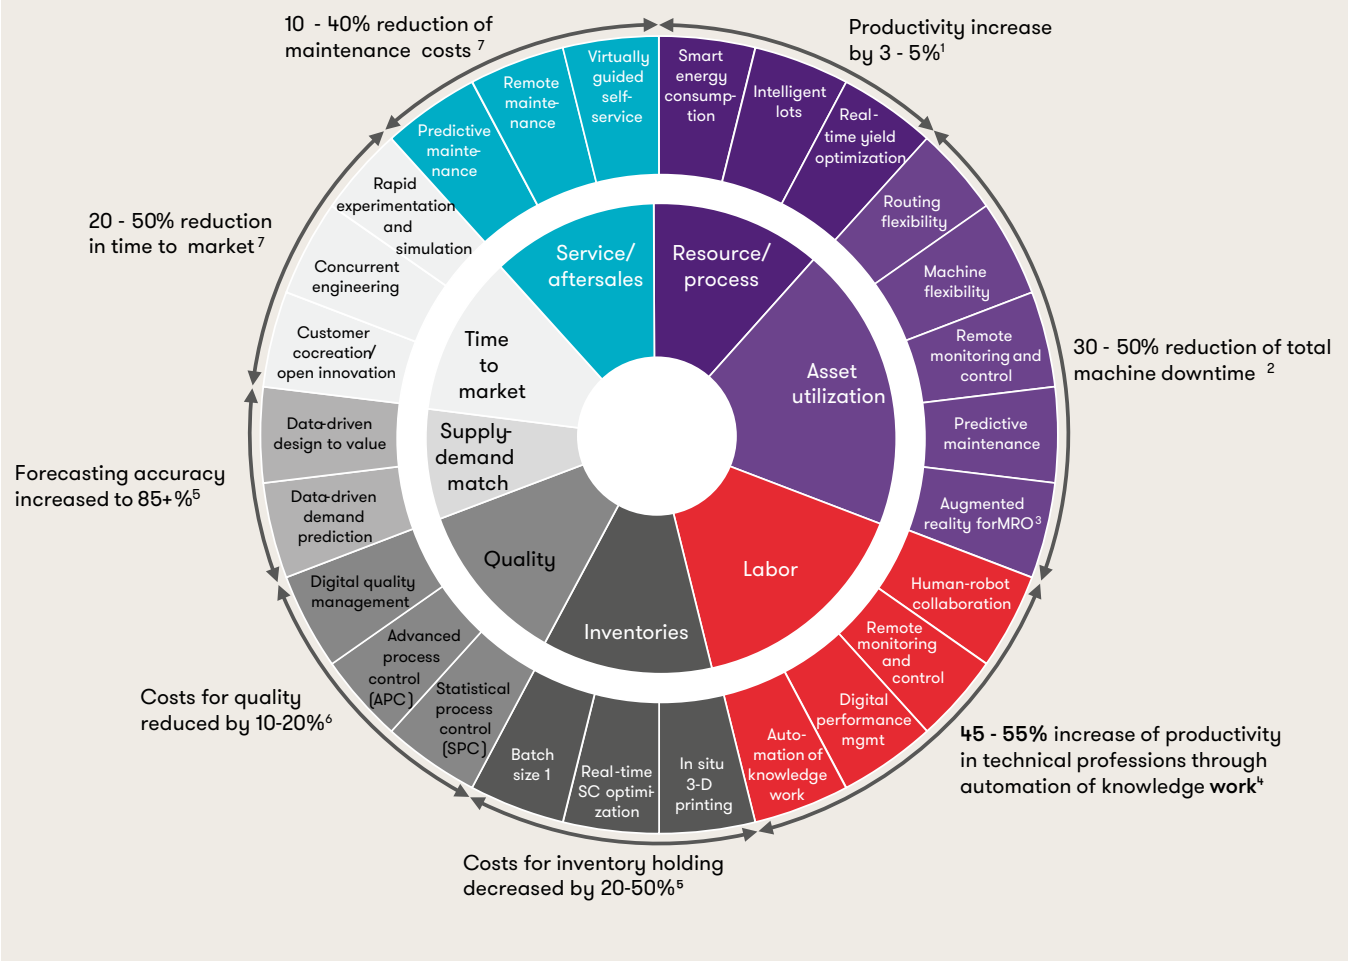 10 - 40% reduction of
maintenance costs 7
Productivity increase
by 3 - 5%1
20 - 50% reduction
in time to market 7
30 - 50% reduction of total
machine downtime 2
Forecasting accuracy
increased to 85+%5
Costs for quality
reduced by 10-20%6
45 - 55% increase of productivity
in technical professions through
automation of knowledge work4
Costs for inventory holding
decreased by 20-50%5
Smart
energy
consump-
tion
Intelligent
lots
Real-
time yield
optimization
Routing
flexibility
Machine
flexibility
Remote
monitoring and
control
Predictive
maintenance
Augmented
reality forMRO3
Human-robot
collaboration
Remote
monitoring
and
control
Digital
performance
mgmt
Auto-
mation of
knowledge
work
In situ
3-D
printing
Real-time
SC optimi-
zation
Batch
size 1
Statistical
process
control
(SPC)
Advanced
process
control
(APC)
Digital quality
management
Data-driven
demand
prediction
Data-driven
design to value
Customer
cocreation/
open innovation
Concurrent
engineering
Rapid
experimentation
and
simulation
Predictive
mainte-
nance
Remote
mainte-
nance
Virtually
guided
self-
service
Resource/
process
Asset
utilization
Labor
Inventories
Quality
Supply-
demand
match
Time
to
market
Service/
aftersales